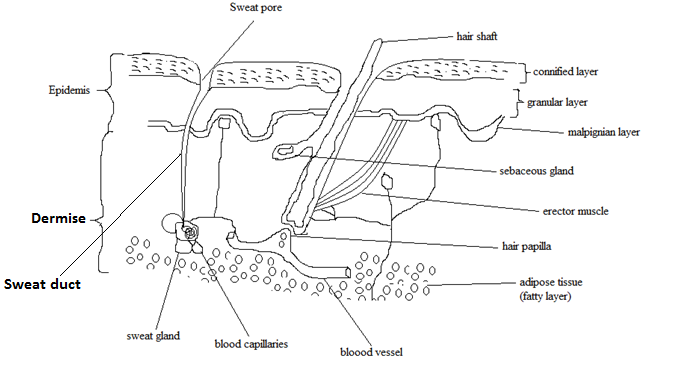 Sweat pore
hair shaft
connified layer
Epidemis
granular layer
malpignian layer
sebaceous gland
Dermise
erector muscle
hair papilla
Sweat duct
adipose tissue
(fatty layer)
sweat gland
blood capillaries
bloood vessel